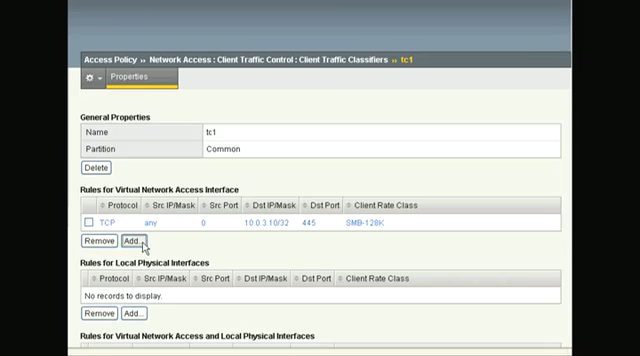 Access Policy » Network Access : Client Traffic Control : Client Traffic Classifiers » tc1
Properties
General Properties
Name tc1
Partition Common
Delete
Rules for Virtual Network Access Interface
Protocol Src IP/Mask Src Port Dst IP/Mask Dst Port Client Rate Class
TCP any 0 10.0.3.10/32 445 SMB-128K
Remove Add...
Rules for Local Physical Interfaces
Protocol Src IP/Mask Src Port Dst IP/Mask Dst Port Client Rate Class
No records to display.
Remove Add...
Rules for Virtual Network Access and Local Physical Interfaces